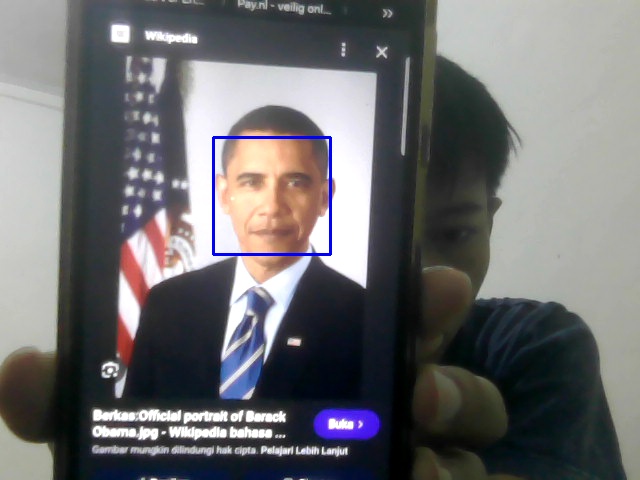 Pay.nl - veilig onl...
Wikipedia
Berkas:Official portrait of Barack
Obama.jpg - Wikipedia bahasa ...
Buka >
Gambar mungkin dilindungi hak cipta. Pelajari Lebih Lanjut